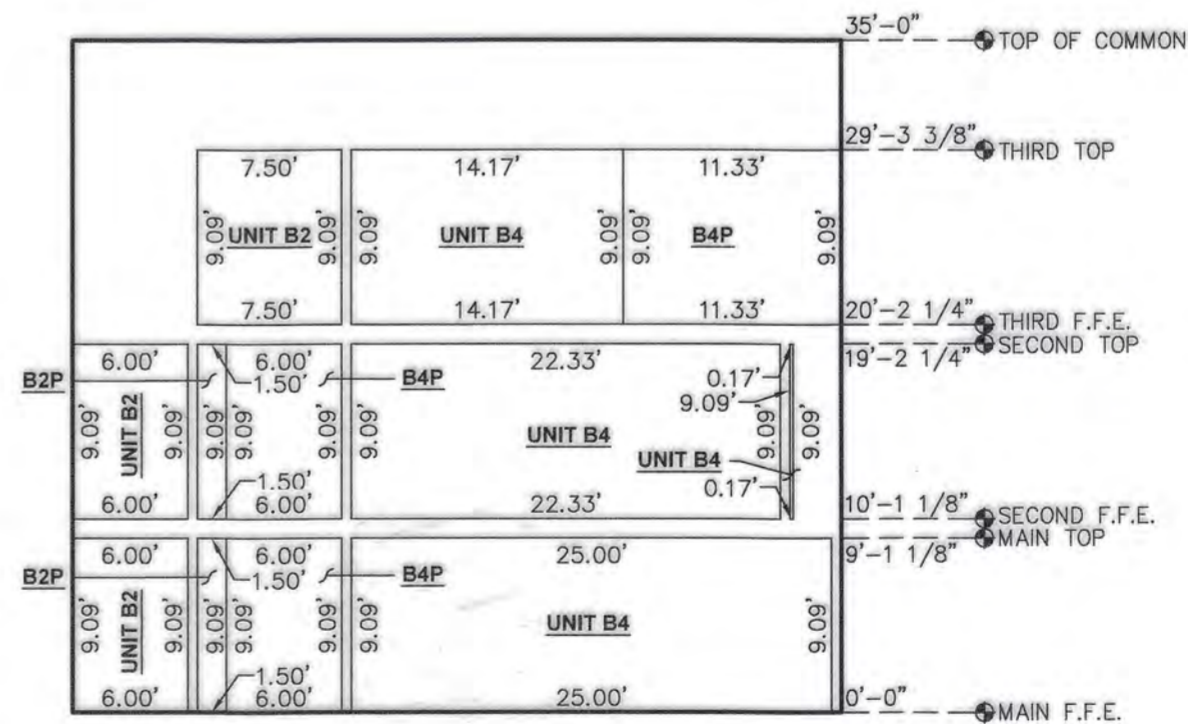 35'-0"
TOP OF COMMON
29'-3 3/8"
THIRD TOP
7.50' 14.17' 11.33'
9.09' UNIT B2 9.09' 9.09' UNIT B4 9.09' 9.09' B4P 9.09'
7.50' 14.17' 11.33'
20'-2 1/4"
THIRD F.F.E.
SECOND TOP
19'-2 1/4"
6.00' 6.00' 22.33'
B2P 1.50' B4P 0.17'
9.09'
9.09' UNIT B2 9.09' 9.09' 9.09' 9.09' UNIT B4 9.09' 9.09'
UNIT B4
1.50' 0.17'
6.00' 6.00' 22.33'
10'-1 1/8"
SECOND F.F.E.
MAIN TOP
9'-1 1/8"
6.00' 6.00' 25.00'
B2P 1.50' B4P
9.09' UNIT B2 9.09' 9.09' 9.09' 9.09' UNIT B4 9.09'
1.50'
6.00' 6.00' 25.00'
0'-0"
MAIN F.F.E.